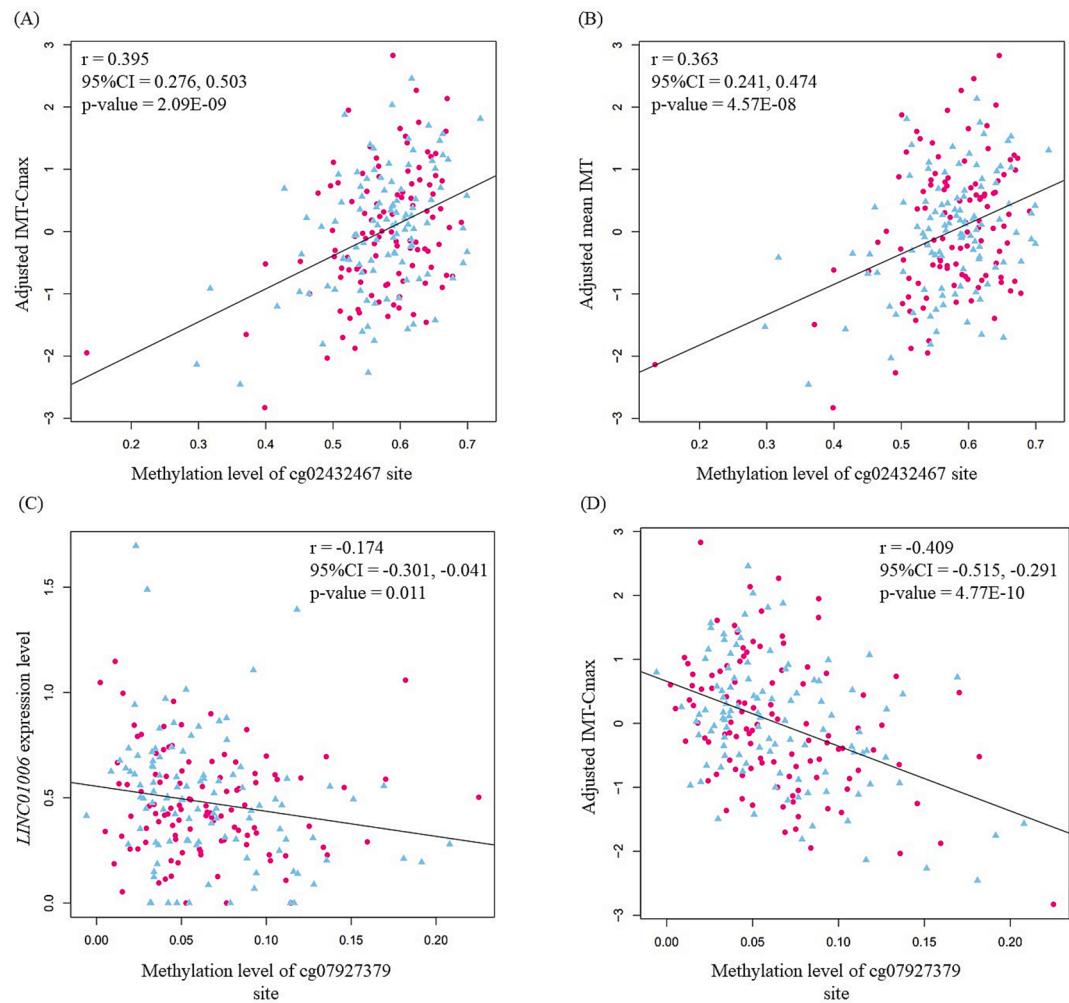 (A)
r = 0.395
95%CI = 0.276, 0.503
p-value = 2.09E-09
Adjusted IMT-Cmax
3
2
1
0
-1
-2
-3
0.2 0.3 0.4 0.5 0.6 0.7
Methylation level of cg02432467 site
(B)
r = 0.363
95%CI = 0.241, 0.474
p-value = 4.57E-08
Adjusted mean IMT
3
2
1
0
-1
-2
-3
0.2 0.3 0.4 0.5 0.6 0.7
Methylation level of cg02432467 site
(C)
r = -0.174
95%CI = -0.301, -0.041
p-value = 0.011
LINC01006 expression level
1.5
1.0
0.5
0.0
0.00 0.05 0.10 0.15 0.20
Methylation level of cg07927379
site
(D)
r = -0.409
95%CI = -0.515, -0.291
p-value = 4.77E-10
Adjusted IMT-Cmax
3
2
1
0
-1
-2
-3
0.00 0.05 0.10 0.15 0.20
Methylation level of cg07927379
site